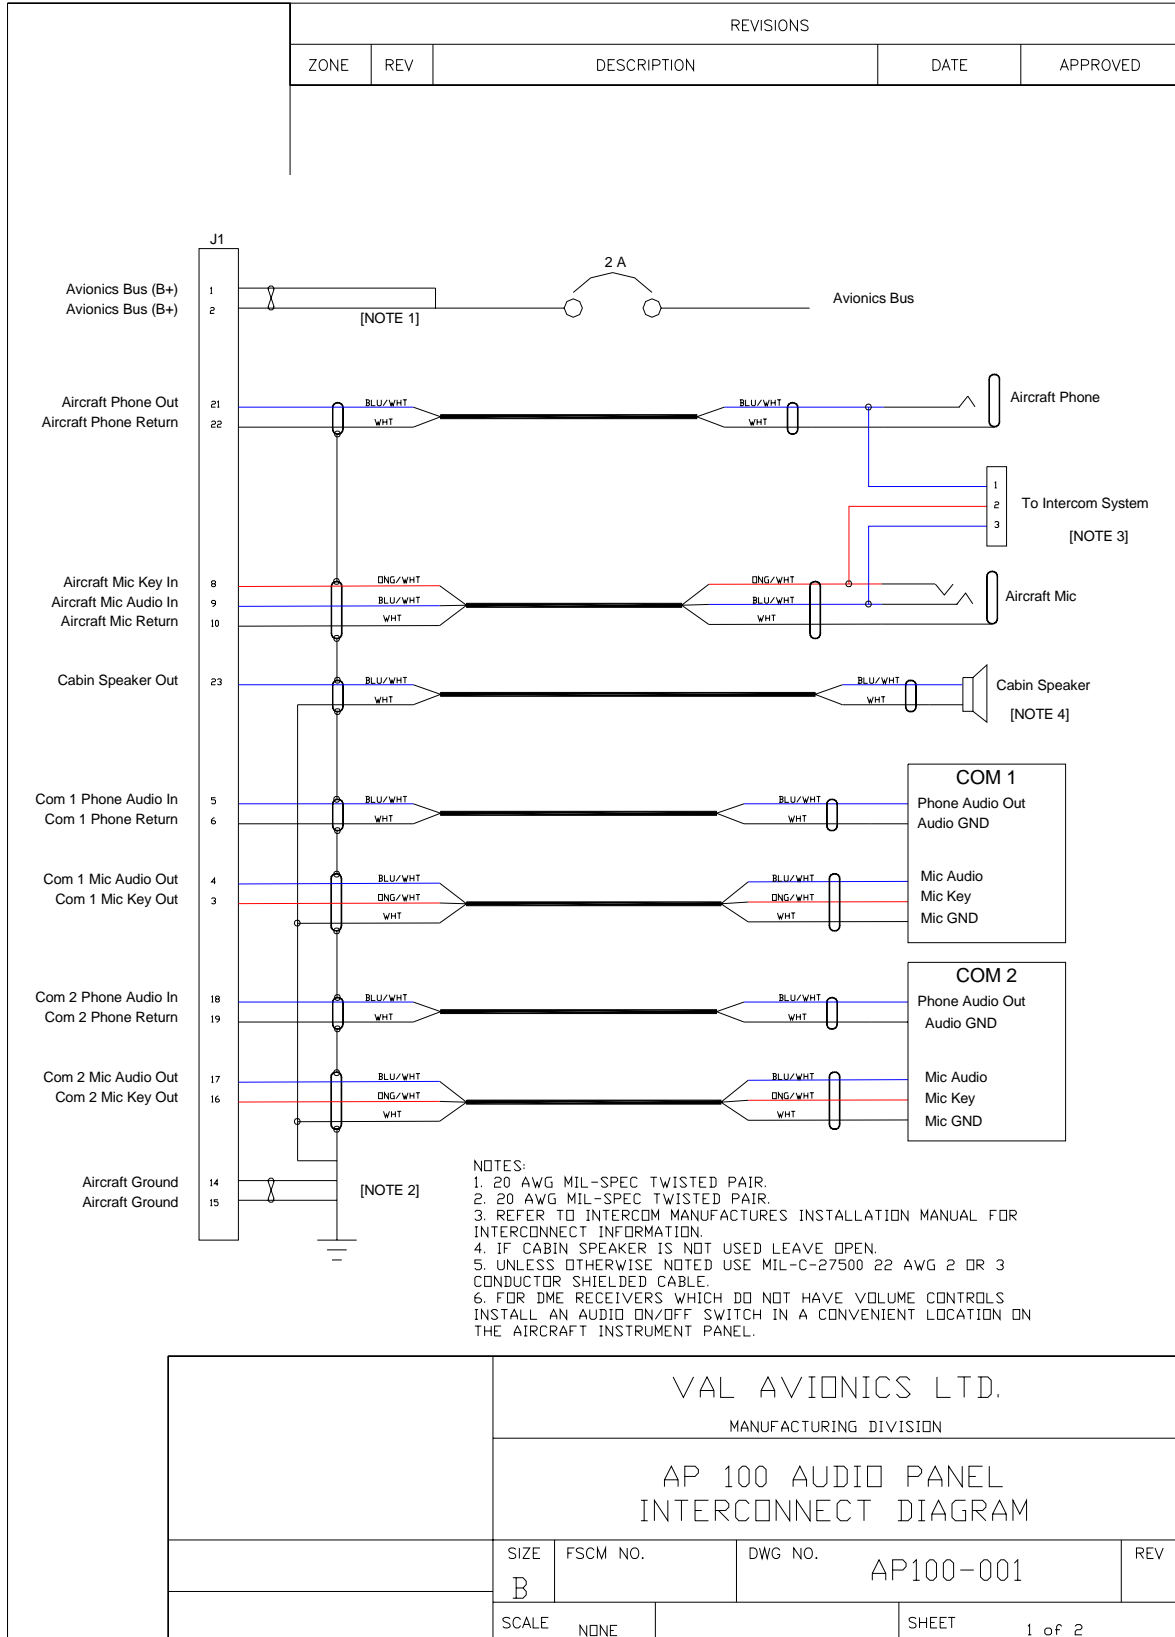 REVISIONS
ZONE REV DESCRIPTION DATE APPROVED
J1
2 A
Avionics Bus (B+) 1
Avionics Bus (B+) 2
[NOTE 1]
Avionics Bus
Aircraft Phone Out 21 BLU/WHT BLU/WHT Aircraft Phone
Aircraft Phone Return 22 WHT WHT
1
2 To Intercom System
3
[NOTE 3]
Aircraft Mic Key In 8 ONG/WHT ONG/WHT
Aircraft Mic Audio In 9 BLU/WHT BLU/WHT Aircraft Mic
Aircraft Mic Return 10 WHT WHT
Cabin Speaker Out 23 BLU/WHT BLU/WHT Cabin Speaker
WHT WHT [NOTE 4]
COM 1
Com 1 Phone Audio In 5 BLU/WHT BLU/WHT Phone Audio Out
Com 1 Phone Return 6 WHT WHT Audio GND
Com 1 Mic Audio Out 4 BLU/WHT BLU/WHT Mic Audio
Com 1 Mic Key Out 3 ONG/WHT ONG/WHT Mic Key
WHT WHT Mic GND
COM 2
Com 2 Phone Audio In 18 BLU/WHT BLU/WHT Phone Audio Out
Com 2 Phone Return 19 WHT WHT Audio GND
Com 2 Mic Audio Out 17 BLU/WHT BLU/WHT Mic Audio
Com 2 Mic Key Out 16 ONG/WHT ONG/WHT Mic Key
WHT WHT Mic GND
Aircraft Ground 14
Aircraft Ground 15
[NOTE 2]
NOTES:
1. 20 AWG MIL-SPEC TWISTED PAIR.
2. 20 AWG MIL-SPEC TWISTED PAIR.
3. REFER TO INTERCOM MANUFACTURES INSTALLATION MANUAL FOR
INTERCONNECT INFORMATION.
4. IF CABIN SPEAKER IS NOT USED LEAVE OPEN.
5. UNLESS OTHERWISE NOTED USE MIL-C-27500 22 AWG 2 OR 3
CONDUCTOR SHIELDED CABLE.
6. FOR DME RECEIVERS WHICH DO NOT HAVE VOLUME CONTROLS
INSTALL AN AUDIO ON/OFF SWITCH IN A CONVENIENT LOCATION ON
THE AIRCRAFT INSTRUMENT PANEL.
VAL AVIONICS LTD.
MANUFACTURING DIVISION
AP 100 AUDIO PANEL
INTERCONNECT DIAGRAM
SIZE FSCM NO. DWG NO. REV
B AP100-001
SCALE NONE SHEET 1 of 2